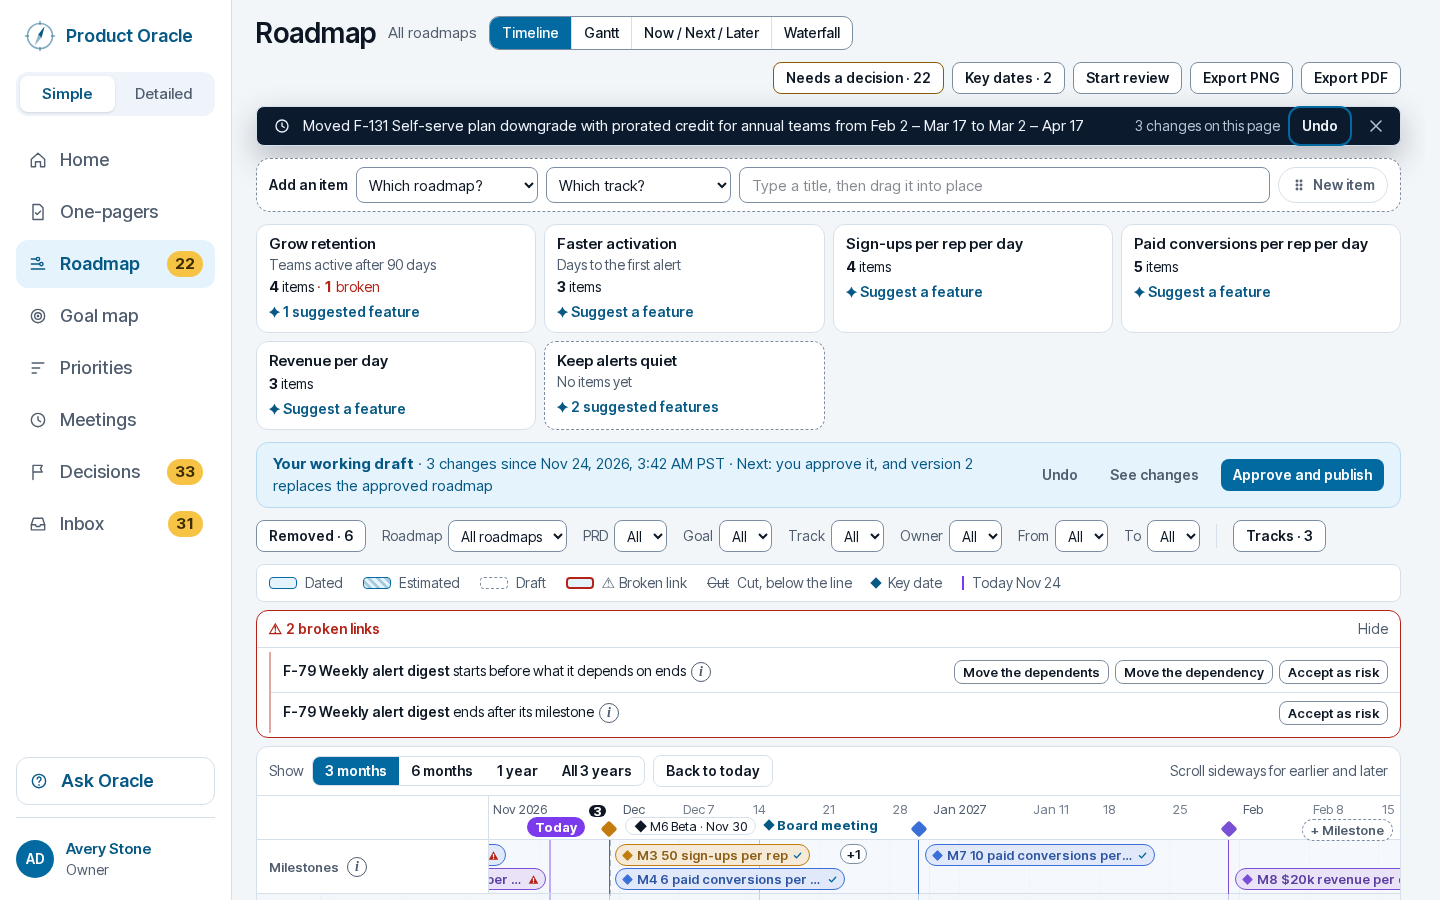 Product Oracle
Simple
Detailed
Home
One-pagers
Roadmap 22
Goal map
Priorities
Meetings
Decisions 33
Inbox 31
Ask Oracle
AD
Avery Stone
Owner
Roadmap All roadmaps Timeline Gantt Now / Next / Later Waterfall
Needs a decision · 22 Key dates · 2 Start review Export PNG Export PDF
Moved F-131 Self-serve plan downgrade with prorated credit for annual teams from Feb 2 – Mar 17 to Mar 2 – Apr 17 3 changes on this page Undo
Add an item Which roadmap? Which track? Type a title, then drag it into place New item
Grow retention
Teams active after 90 days
4 items · 1 broken
1 suggested feature
Faster activation
Days to the first alert
3 items
Suggest a feature
Sign-ups per rep per day
4 items
Suggest a feature
Paid conversions per rep per day
5 items
Suggest a feature
Revenue per day
3 items
Suggest a feature
Keep alerts quiet
No items yet
2 suggested features
Your working draft · 3 changes since Nov 24, 2026, 3:42 AM PST · Next: you approve it, and version 2
replaces the approved roadmap
Undo See changes Approve and publish
Removed · 6 Roadmap All roadmaps PRD All Goal All Track All Owner All From All To All Tracks · 3
Dated Estimated Draft Broken link Cut Cut, below the line Key date Today Nov 24
2 broken links Hide
F-79 Weekly alert digest starts before what it depends on ends i Move the dependents Move the dependency Accept as risk
F-79 Weekly alert digest ends after its milestone i Accept as risk
Show 3 months 6 months 1 year All 3 years Back to today Scroll sideways for earlier and later
Nov 2026 3 Dec Dec 7 14 21 28 Jan 2027 Jan 11 18 25 Feb Feb 8 15
Today M6 Beta · Nov 30 Board meeting + Milestone
Milestones i
M3 50 sign-ups per rep +1 M7 10 paid conversions per...
per ... M4 6 paid conversions per ... M8 $20k revenue per